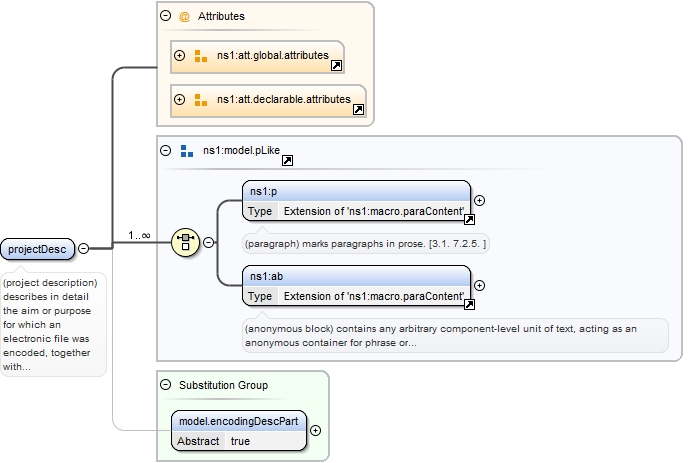 @ Attributes
ns1:att.global.attributes
ns1:att.declarable.attributes
ns1:model.pLike
ns1:p
Type Extension of 'ns1:macro.paraContent'
(paragraph) marks paragraphs in prose. [3.1. 7.2.5. ]
1..∞
projectDesc
(project description)
describes in detail
the aim or purpose
for which an
electronic file was
encoded, together
with...
ns1:ab
Type Extension of 'ns1:macro.paraContent'
(anonymous block) contains any arbitrary component-level unit of text, acting as an
anonymous container for phrase or...
Substitution Group
model.encodingDescPart
Abstract true